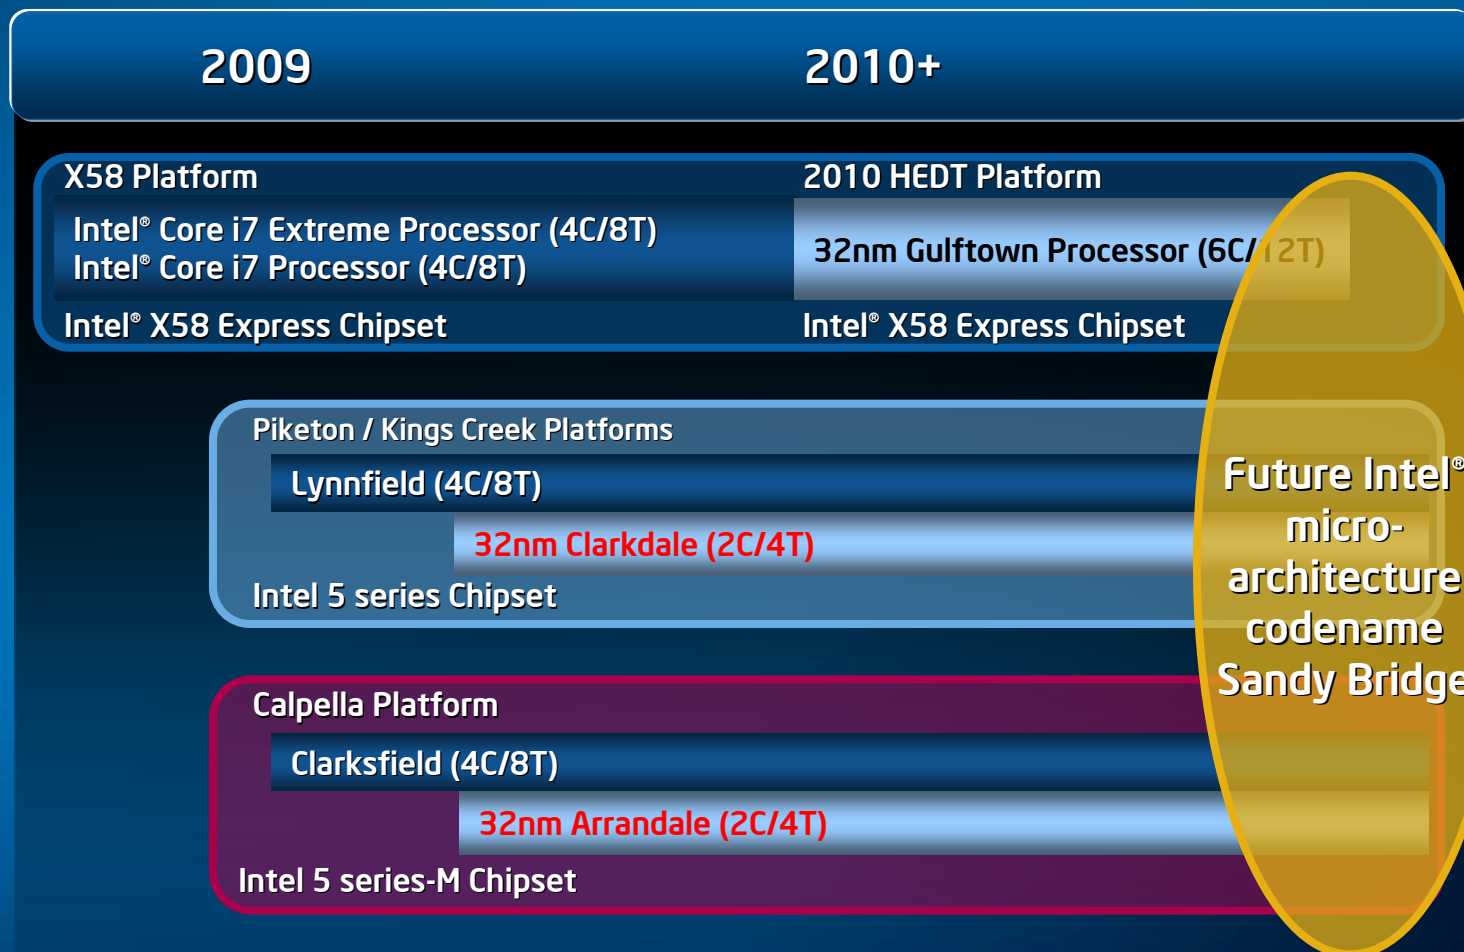 2009
2010+
X58 Platform
Intel® Core i7 Extreme Processor (4C/8T)
Intel® Core i7 Processor (4C/8T)
Intel® X58 Express Chipset
2010 HEDT Platform
32nm Gulftown Processor (6C/12T)
Intel® X58 Express Chipset
Piketon / Kings Creek Platforms
Lynnfield (4C/8T)
32nm Clarkdale (2C/4T)
Intel 5 series Chipset
Calpella Platform
Clarksfield (4C/8T)
32nm Arrandale (2C/4T)
Intel 5 series-M Chipset
Future Intel®
micro-
architecture
codename
Sandy Bridge